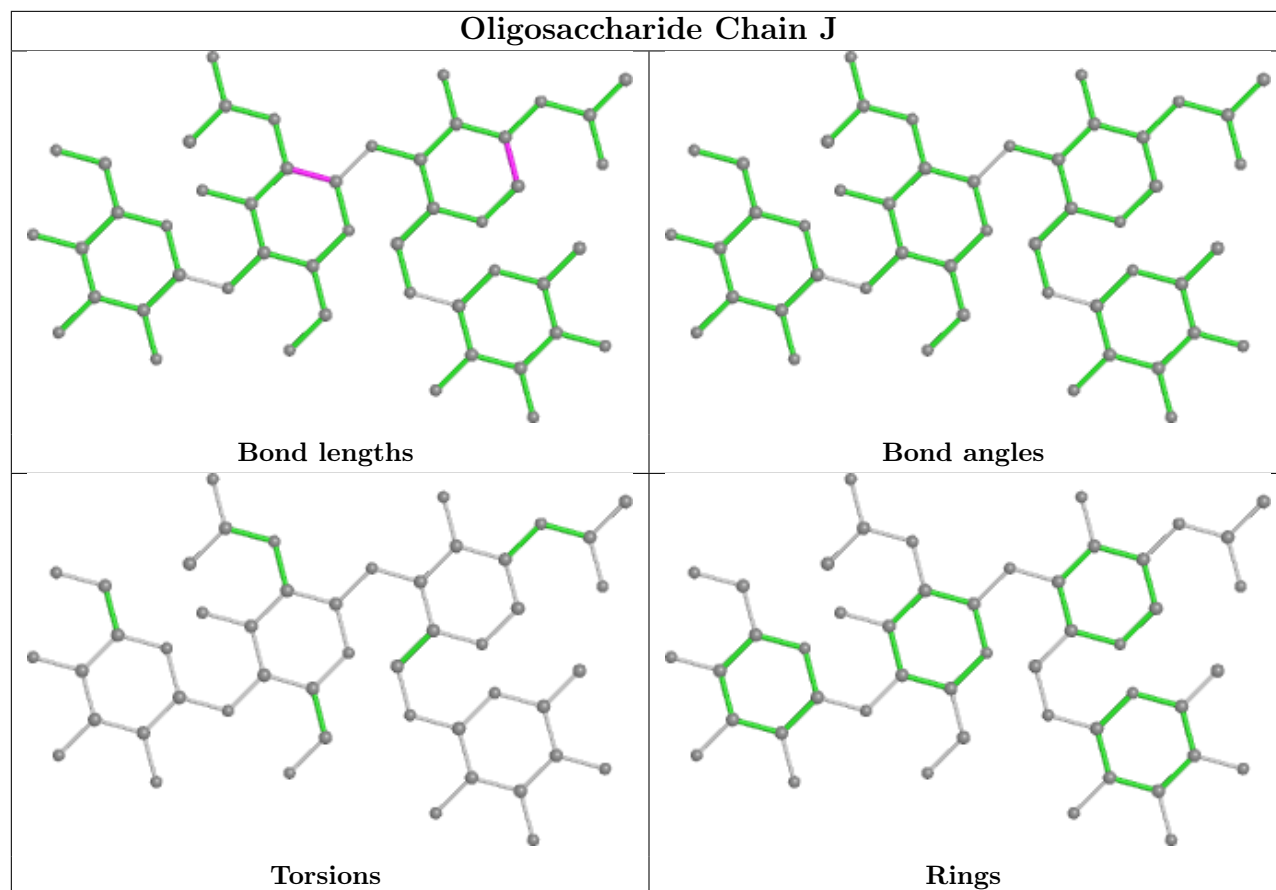 Oligosaccharide Chain J
Bond lengths
Bond angles
Torsions
Rings